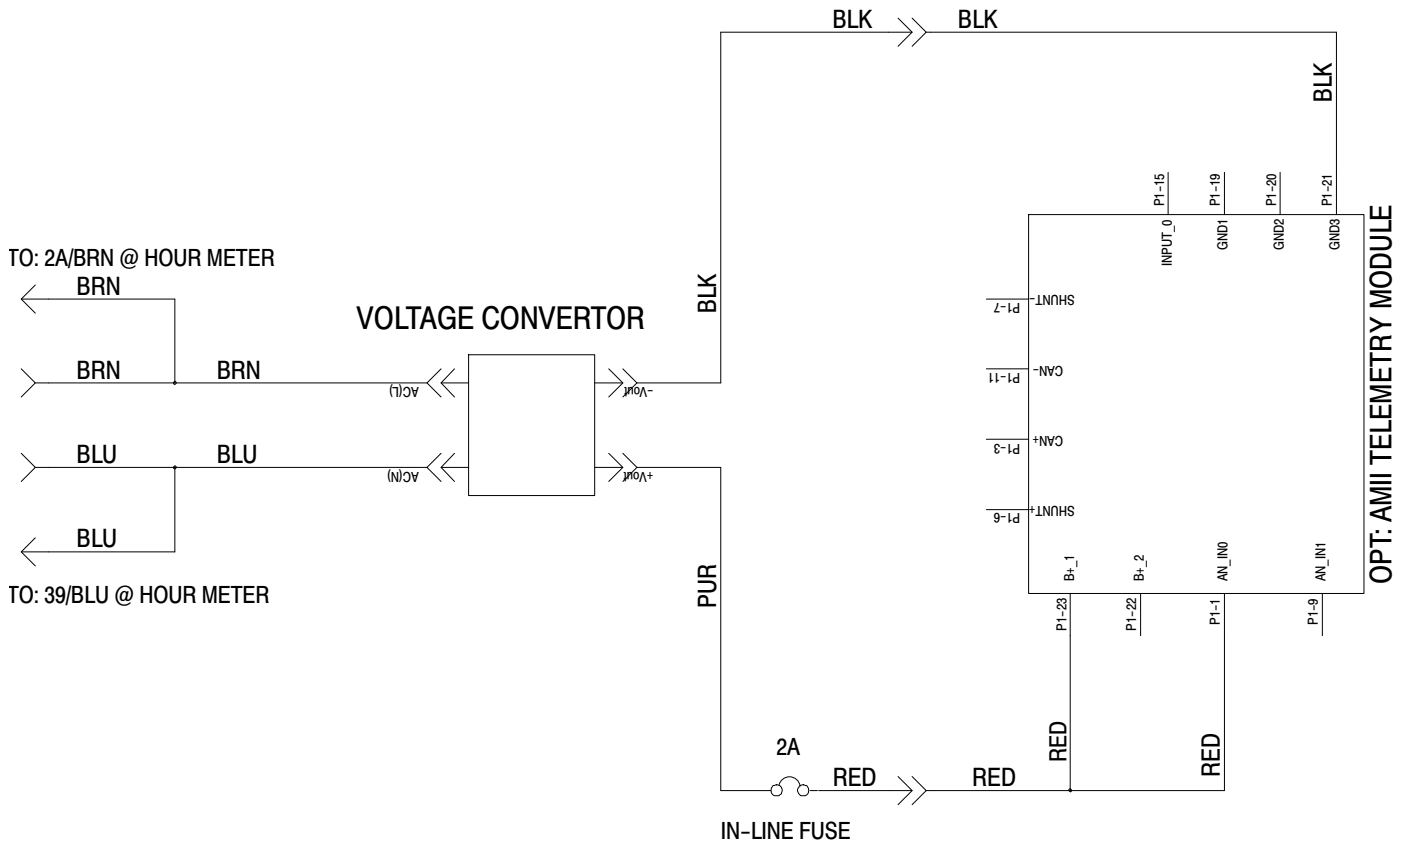 BLK
BLK
BLK
P1-15
P1-19
P1-20
P1-21
INPUT_0
GND1
GND2
GND3
OPT: AMII TELEMETRY MODULE
TO: 2A/BRN @ HOUR METER
BRN
BLK
SHUNT-
P1-7
VOLTAGE CONVERTOR
BRN
BRN
AC(L)
-Vout
CAN-
P1-11
BLU
BLU
AC(N)
+Vout
CAN+
P1-3
SHUNT+
P1-6
BLU
TO: 39/BLU @ HOUR METER
PUR
B+_1
B+_2
AN_IN0
AN_IN1
P1-23
P1-22
P1-1
P1-9
RED
RED
2A
RED
RED
IN-LINE FUSE